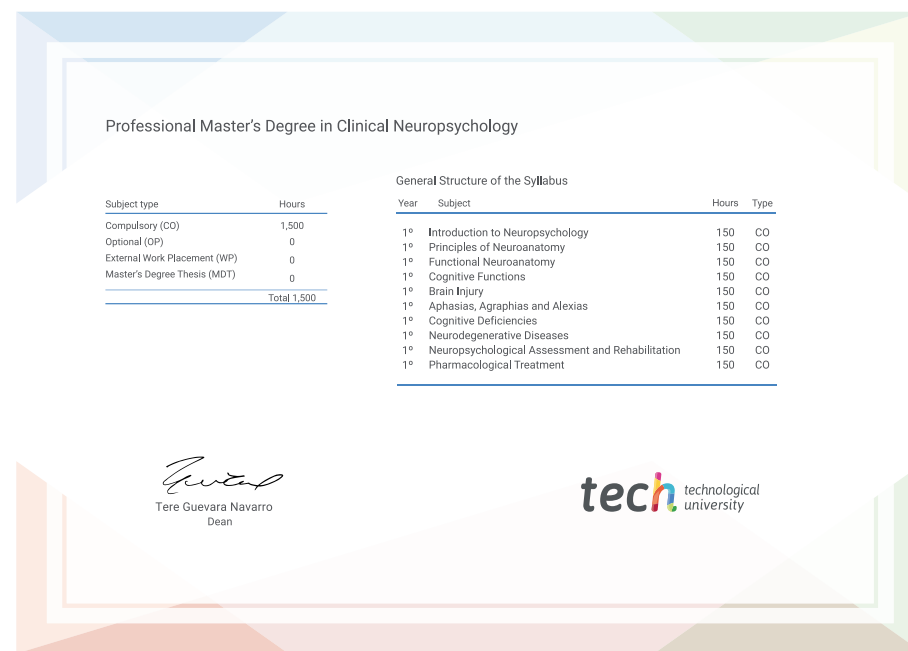 Professional Master's Degree in Clinical Neuropsychology
Subject type Hours
Compulsory (CO) 1,500
Optional (OP) 0
External Work Placement (WP) 0
Master's Degree Thesis (MDT) 0
Total 1,500
General Structure of the Syllabus
Year Subject Hours Type
1º Introduction to Neuropsychology 150 CO
1º Principles of Neuroanatomy 150 CO
1º Functional Neuroanatomy 150 CO
1º Cognitive Functions 150 CO
1º Brain Injury 150 CO
1º Aphasias, Agraphias and Alexias 150 CO
1º Cognitive Deficiencies 150 CO
1º Neurodegenerative Diseases 150 CO
1º Neuropsychological Assessment and Rehabilitation 150 CO
1º Pharmacological Treatment 150 CO
Tere Guevara Navarro
Dean
tech technological
university